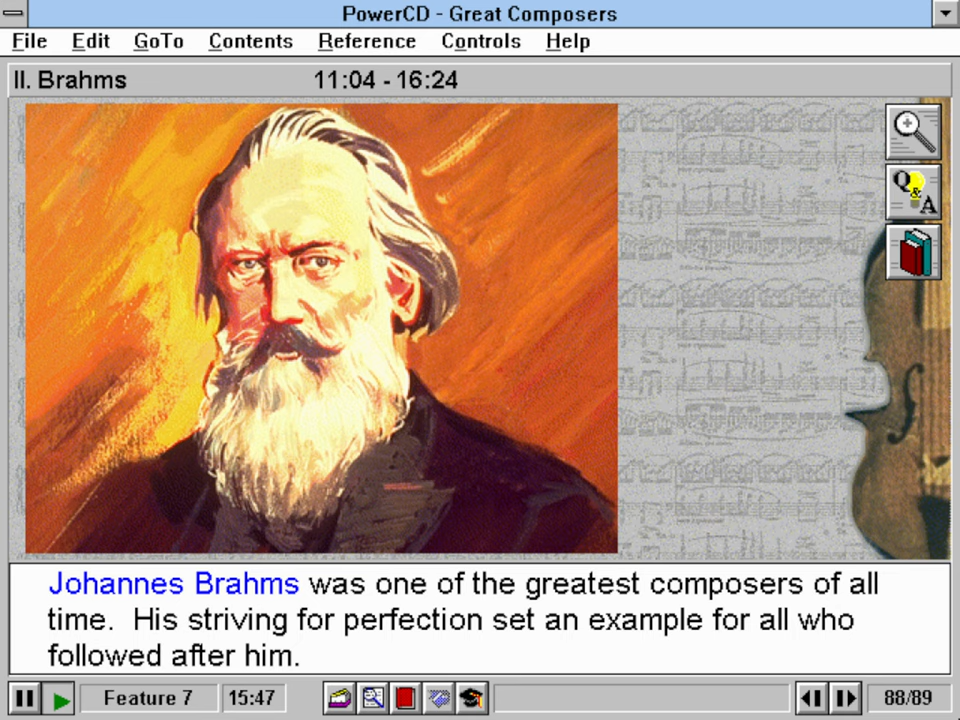 PowerCD - Great Composers
File Edit GoTo Contents Reference Controls Help
II. Brahms 11:04 - 16:24
Q & A
Johannes Brahms was one of the greatest composers of all
time. His striving for perfection set an example for all who
followed after him.
Feature 7 15:47 88/89